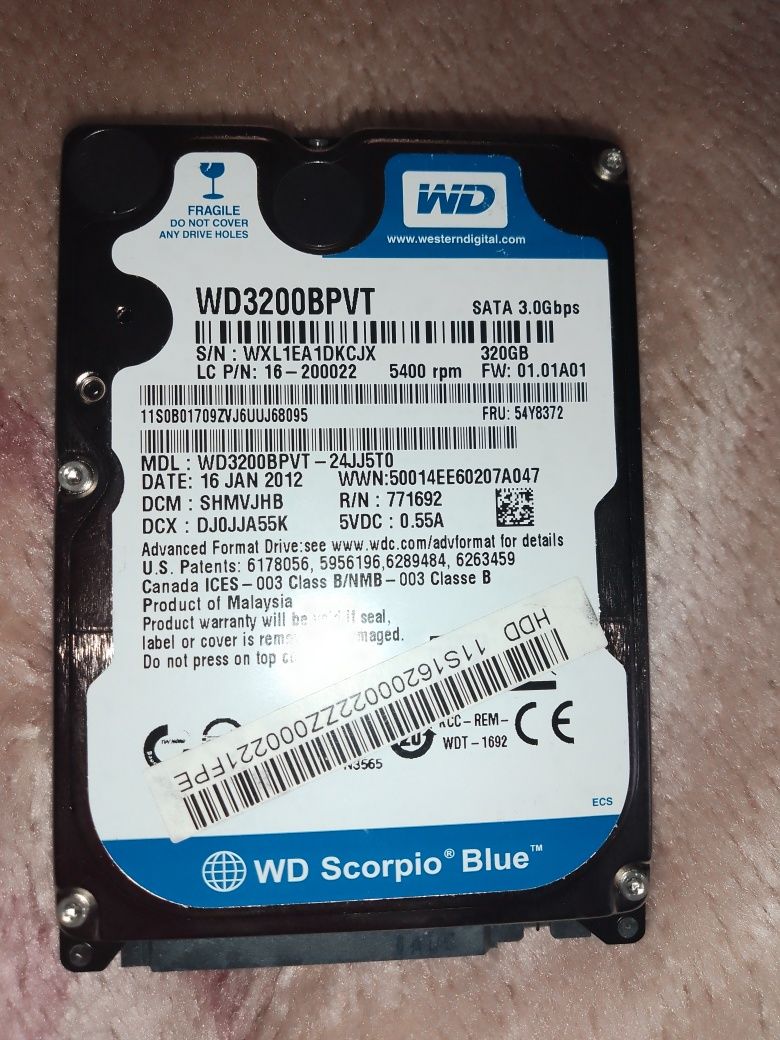 FRAGILE
DO NOT COVER
ANY DRIVE HOLES
WD
www.westerndigital.com
WD3200BPVT
SATA 3.0Gbps
S/N : WXL1EA1DKCJX 320GB
LC P/N: 16-200022 5400 rpm FW: 01.01A01
11S0B01709ZVJ6UUJ68095 FRU: 54Y8372
MDL : WD3200BPVT-24JJ5T0
DATE: 16 JAN 2012 WWN:50014EE60207A047
DCM : SHMVJHB R/N : 771692
DCX : DJ0JJA55K 5VDC : 0.55A
Advanced Format Drive:see www.wdc.com/advformat for details
U.S. Patents: 6178056, 5956196,6289484, 6263459
Canada ICES-003 Class B/NMB-003 Classe B
Product of Malaysia
Product warranty will be if seal,
label or cover is
Do not press on top
HDD 11S16200022ZZ000221FPE
KCC-REM-
WDT-1692
CE
N3565
ECS
WD Scorpio® Blue™